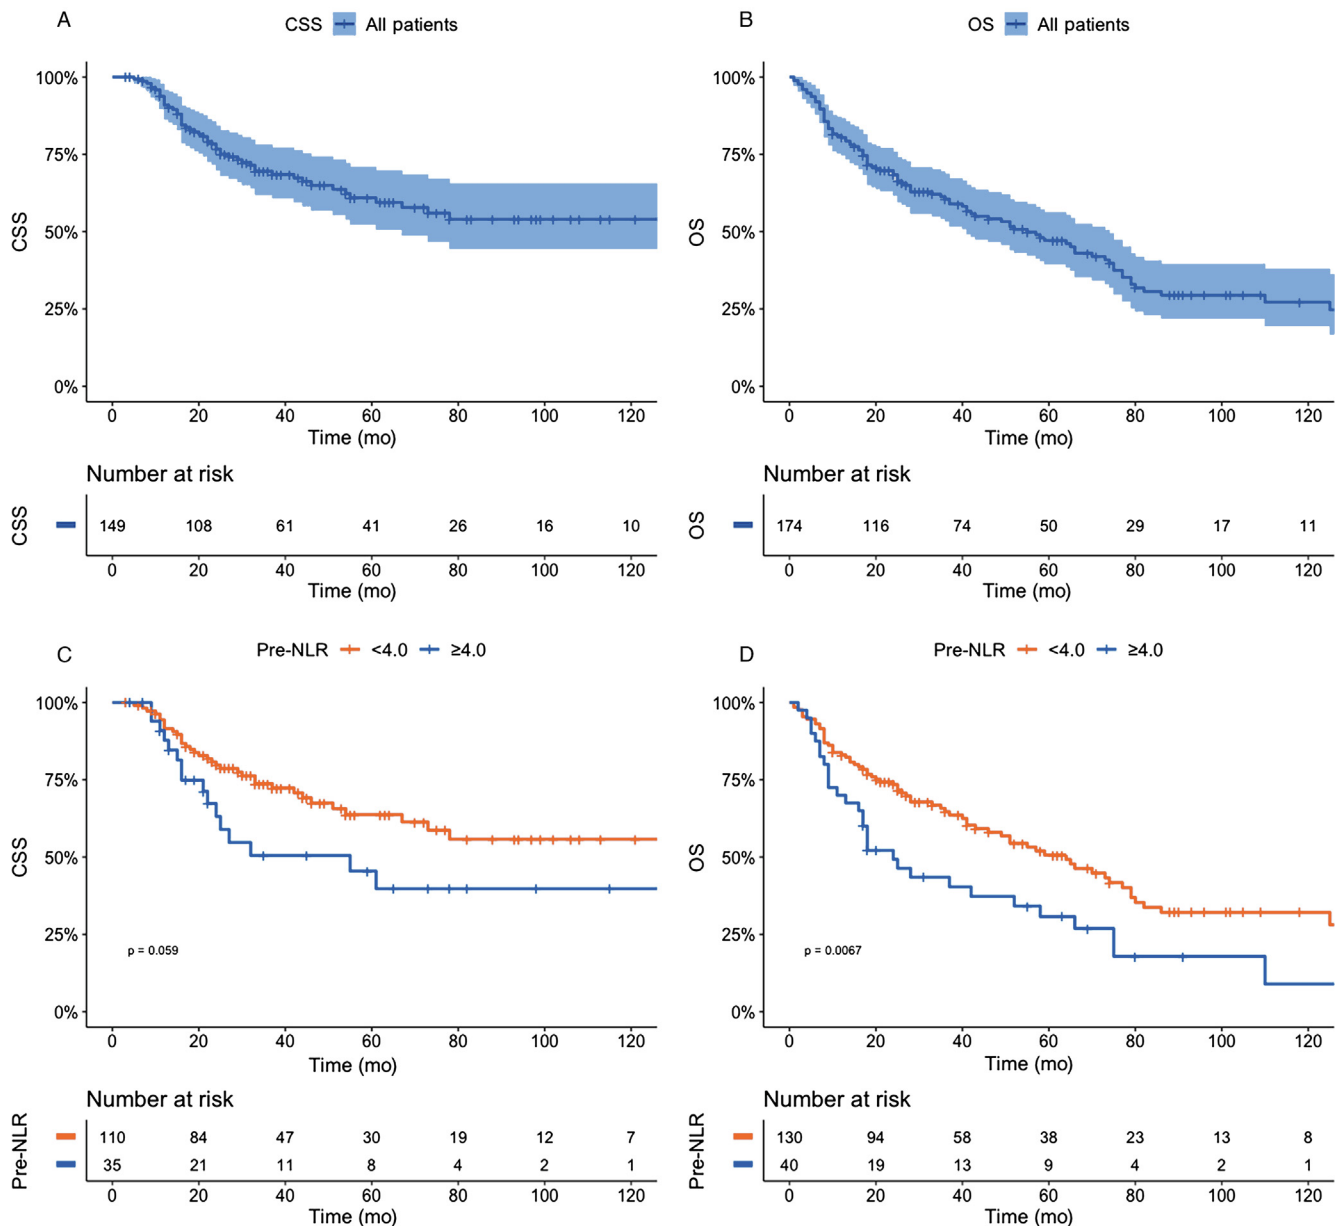 A
CSS All patients
100%
75%
50%
25%
0%
CSS
0 20 40 60 80 100 120
Time (mo)
Number at risk
CSS
149 108 61 41 26 16 10
0 20 40 60 80 100 120
Time (mo)
B
OS All patients
100%
75%
50%
25%
0%
OS
0 20 40 60 80 100 120
Time (mo)
Number at risk
OS
174 116 74 50 29 17 11
0 20 40 60 80 100 120
Time (mo)
C
Pre-NLR <4.0 ≥4.0
100%
75%
50%
25%
0%
CSS
p = 0.059
0 20 40 60 80 100 120
Time (mo)
Number at risk
Pre-NLR
110 84 47 30 19 12 7
35 21 11 8 4 2 1
0 20 40 60 80 100 120
Time (mo)
D
Pre-NLR <4.0 ≥4.0
100%
75%
50%
25%
0%
OS
p = 0.0067
0 20 40 60 80 100 120
Time (mo)
Number at risk
Pre-NLR
130 94 58 38 23 13 8
40 19 13 9 4 2 1
0 20 40 60 80 100 120
Time (mo)